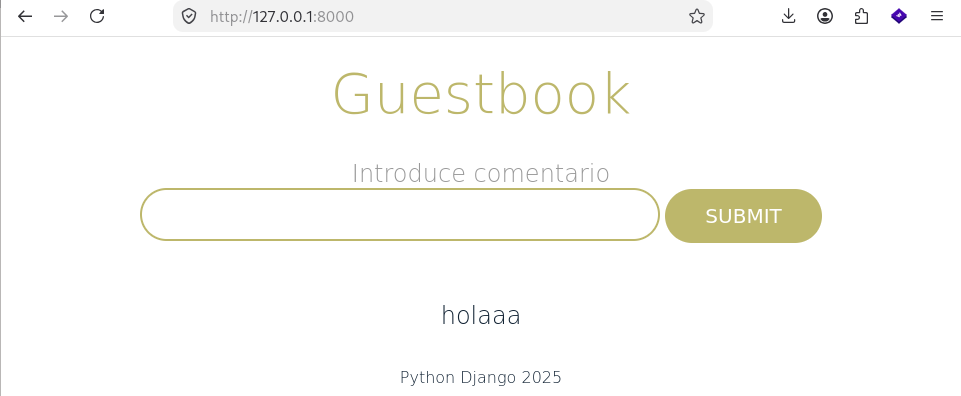 http://127.0.0.1:8000
Guestbook
Introduce comentario
SUBMIT
holaaa
Python Django 2025